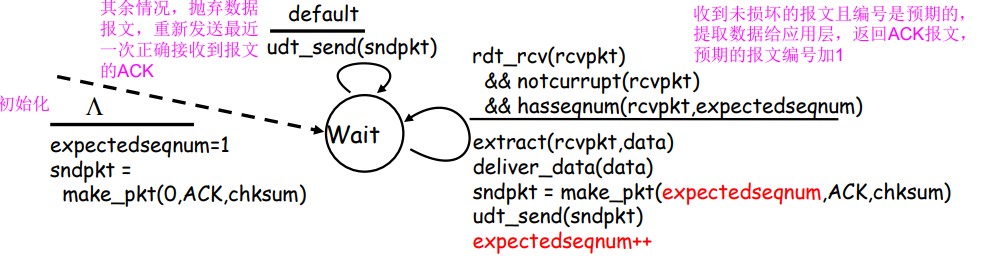 其余情况，抛弃数据
报文，重新发送最近
一次正确接收到报文
的ACK
default
udt_send(sndpkt)
收到未损坏的报文且编号是预期的，
提取数据给应用层，返回ACK报文，
预期的报文编号加1
rdt_rcv(rcvpkt)
&& notcurrupt(rcvpkt)
&& hasseqnum(rcvpkt,expectedseqnum)
初始化
Λ
expectedseqnum=1
sndpkt =
make_pkt(0,ACK,chksum)
Wait
extract(rcvpkt,data)
deliver_data(data)
sndpkt = make_pkt(expectedseqnum,ACK,chksum)
udt_send(sndpkt)
expectedseqnum++